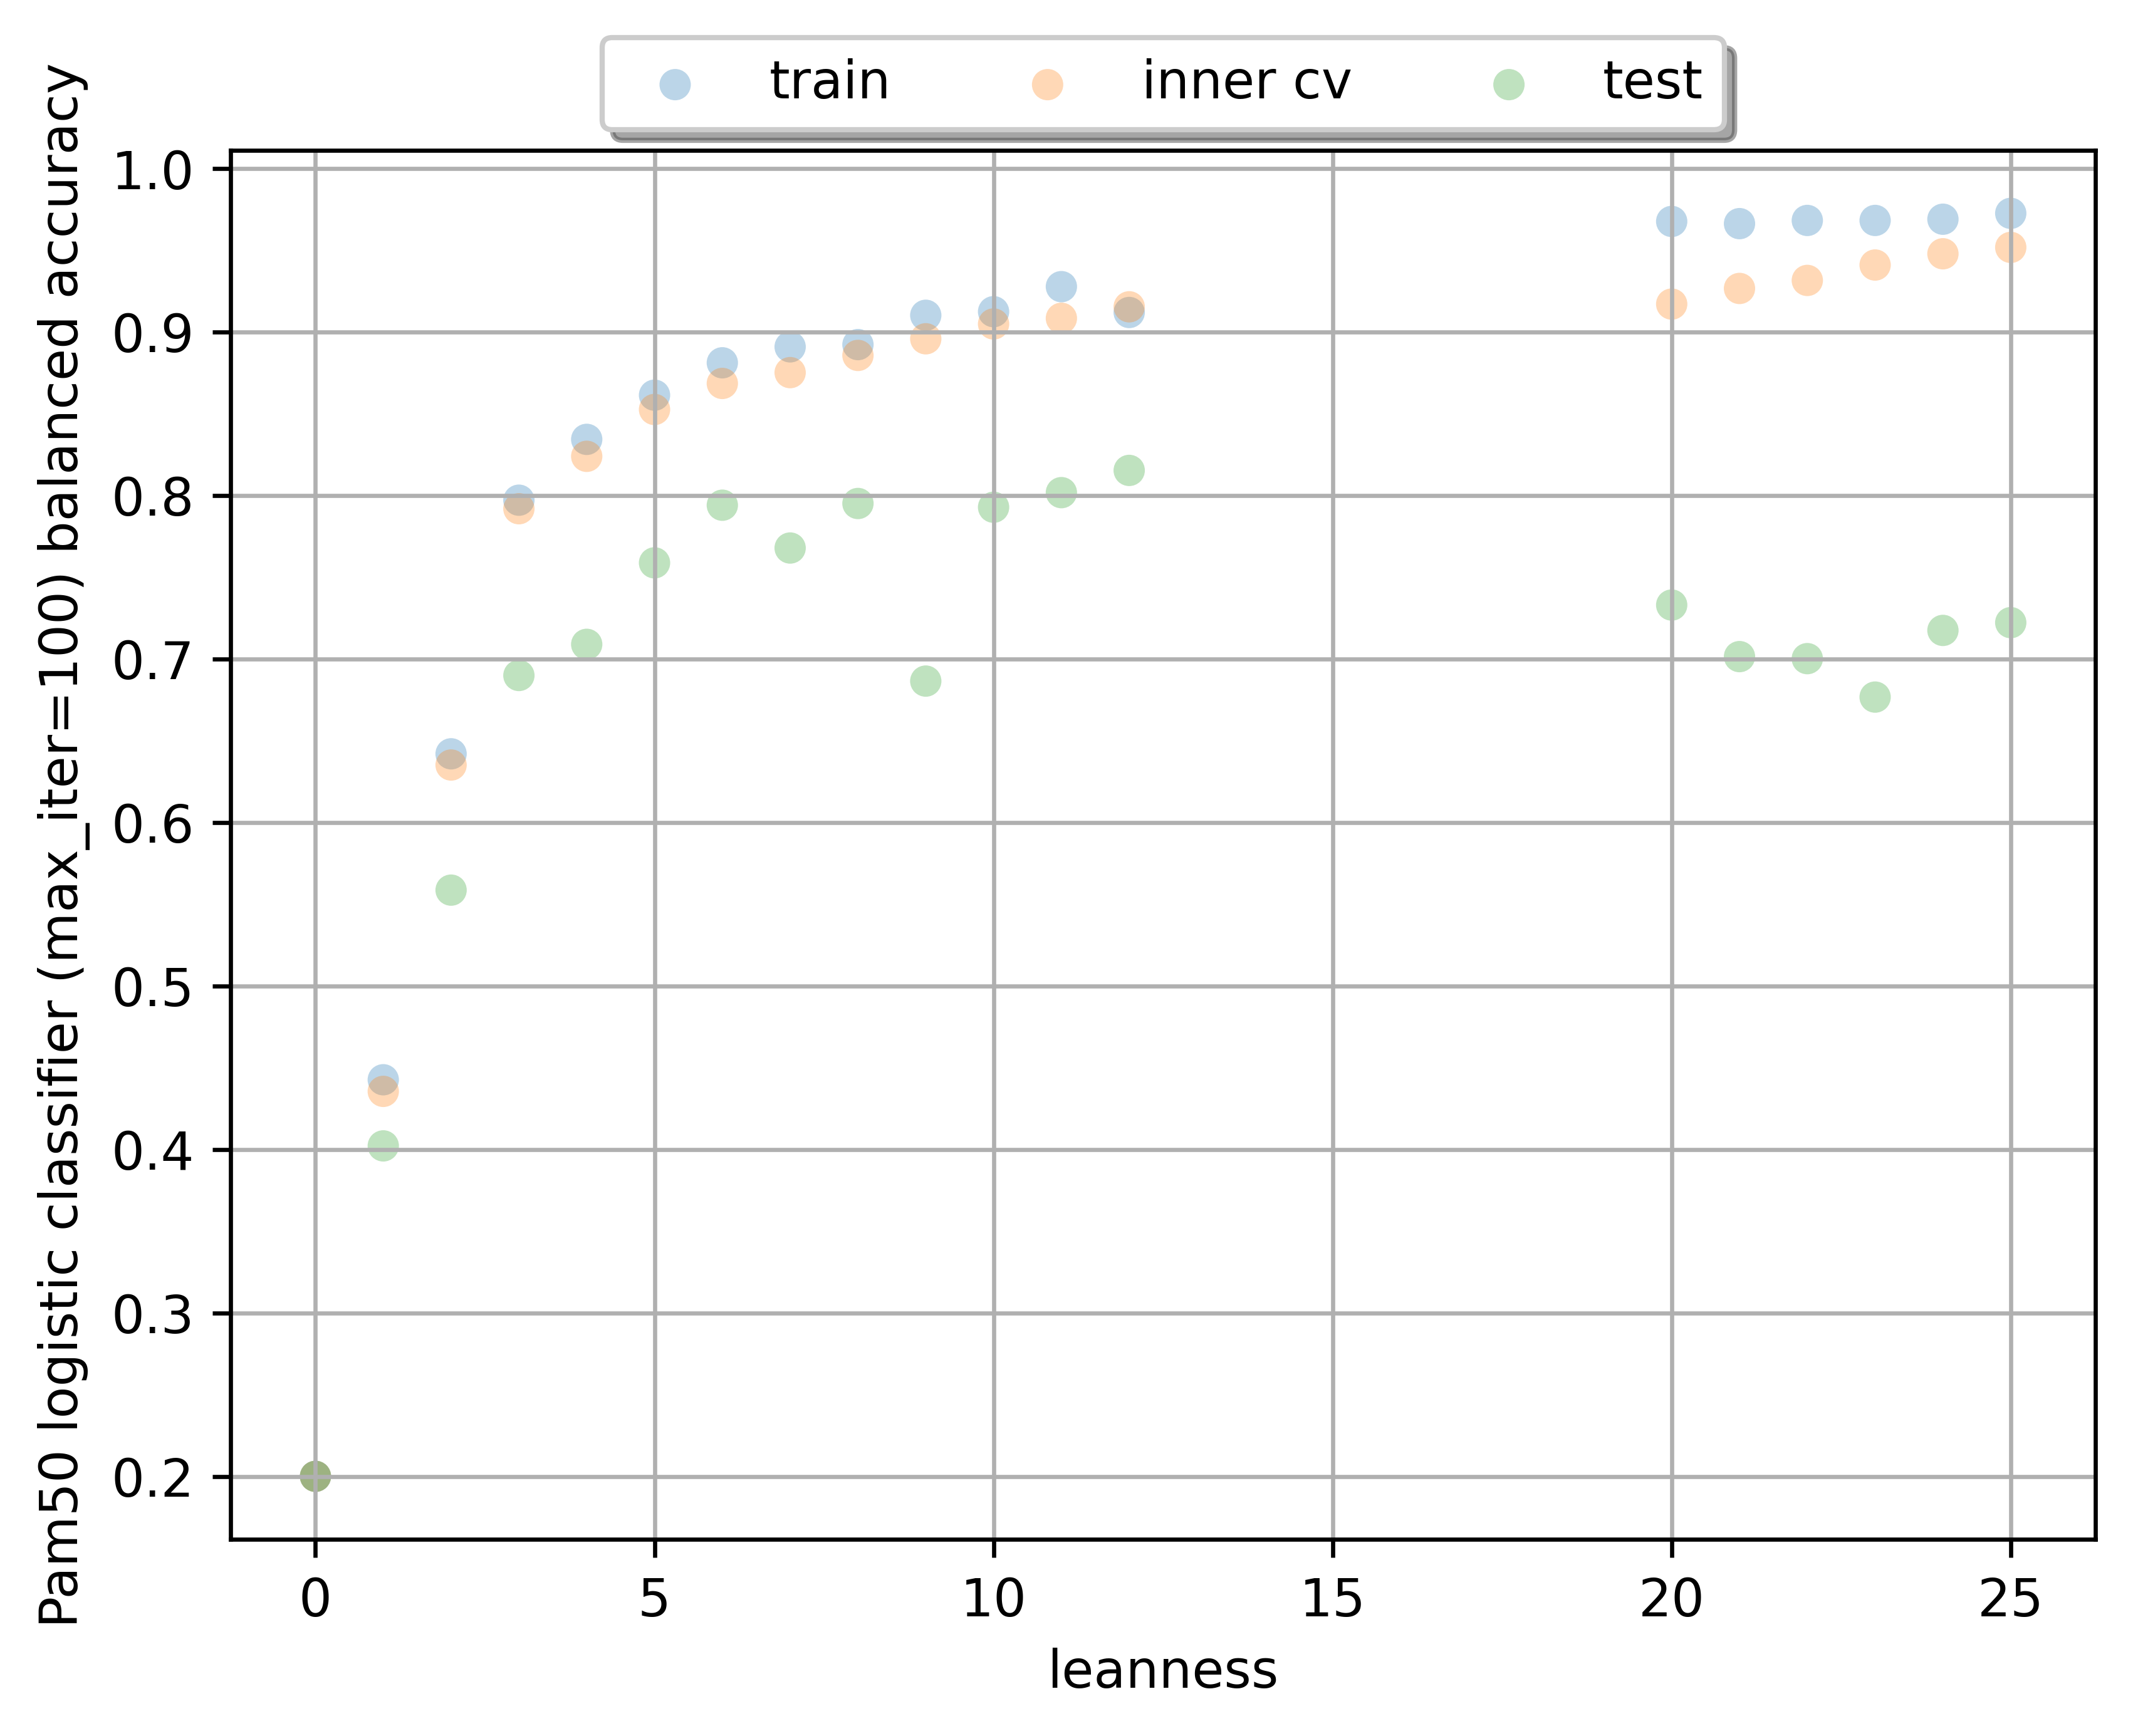 train inner cv test
Pam50 logistic classifier (max_iter=100) balanced accuracy
1.0
0.9
0.8
0.7
0.6
0.5
0.4
0.3
0.2
0 5 10 15 20 25
leanness